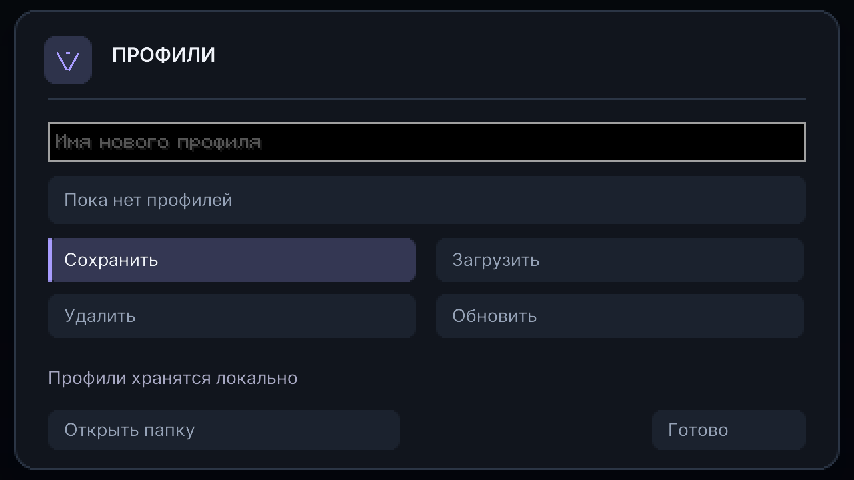 ПРОФИЛИ
Имя нового профиля
Пока нет профилей
Сохранить
Загрузить
Удалить
Обновить
Профили хранятся локально
Открыть папку
Готово